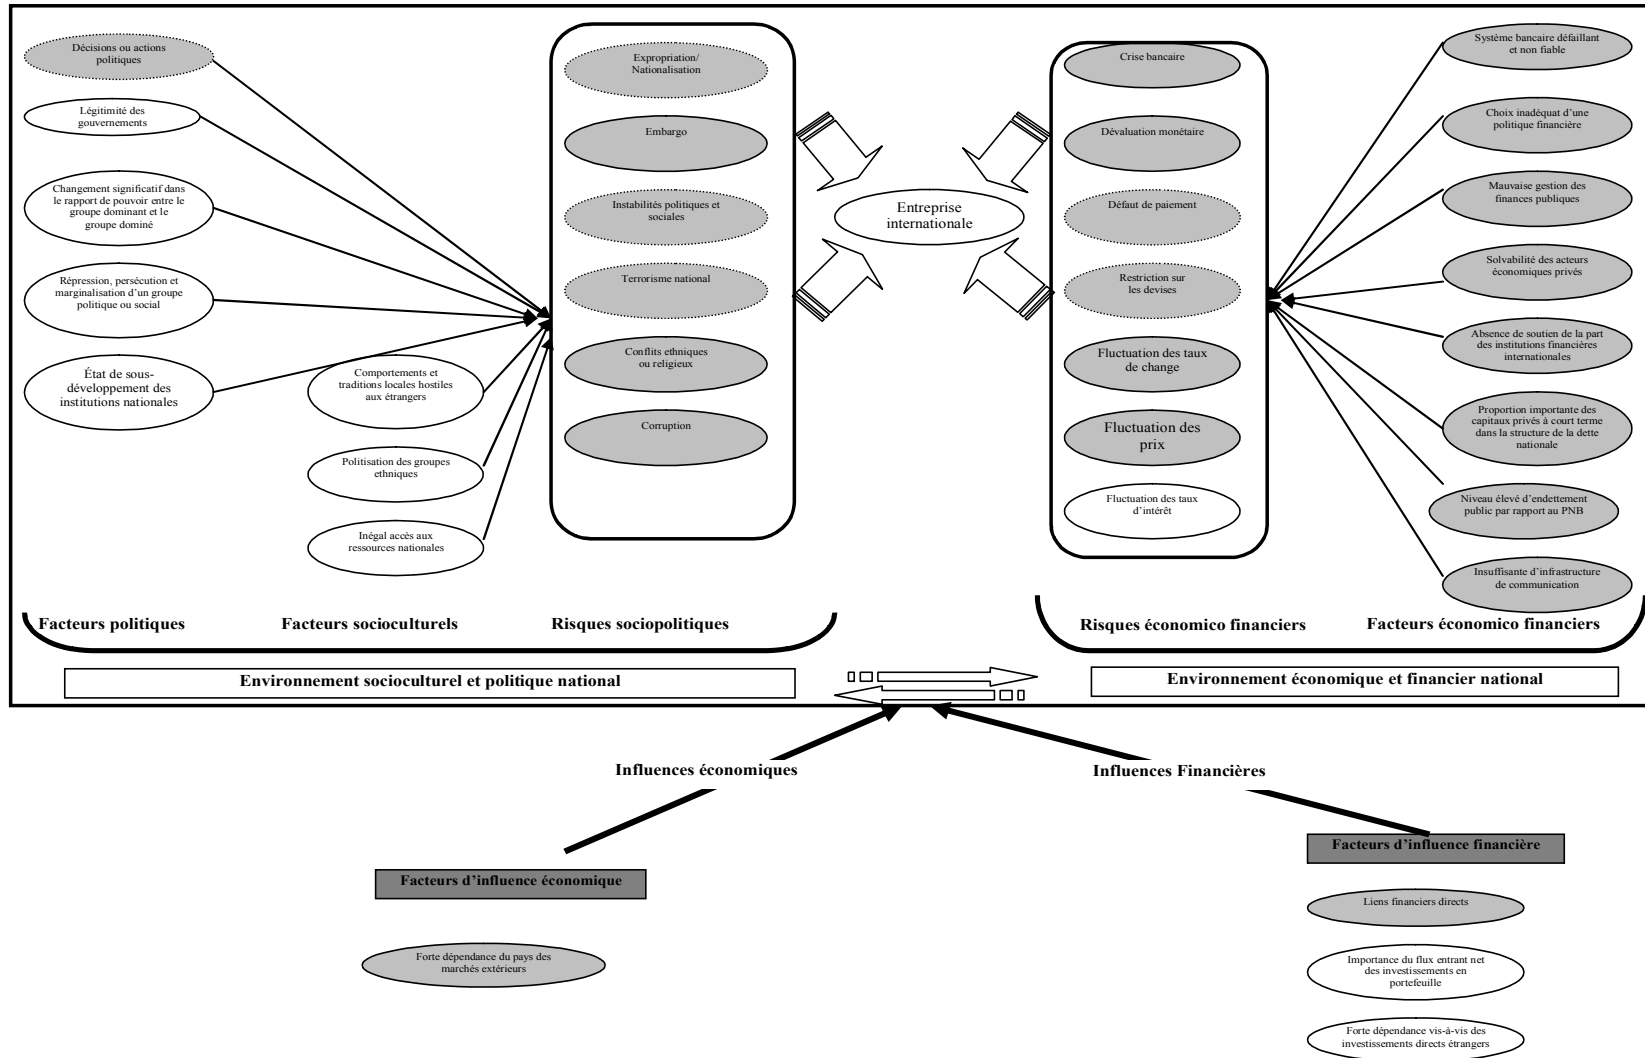 Décisions ou actions
politiques
Légitimité des
gouvernements
Changement significatif dans
le rapport de pouvoir entre le
groupe dominant et le
groupe dominé
Répression, persécution et
marginalisation d'un groupe
politique ou social
État de sous-
développement des
institutions nationales
Comportements et
traditions locales hostiles
aux étrangers
Politisation des groupes
ethniques
Inégal accès aux
ressources nationales
Expropriation/
Nationalisation
Embargo
Instabilités politiques et
sociales
Terrorisme national
Conflits ethniques
ou religieux
Corruption
Entreprise
internationale
Crise bancaire
Dévaluation monétaire
Défaut de paiement
Restriction sur
les devises
Fluctuation des taux
de change
Fluctuation des
prix
Fluctuation des taux
d'intérêt
Système bancaire défaillant
et non fiable
Choix inadéquat d'une
politique financière
Mauvaise gestion des
finances publiques
Solvabilité des acteurs
économiques privés
Absence de soutien de la part
des institutions financières
internationales
Proportion importante des
capitaux privés à court terme
dans la structure de la dette
nationale
Niveau élevé d'endettement
public par rapport au PNB
Insuffisante d'infrastructure
de communication
Facteurs politiques
Facteurs socioculturels
Risques sociopolitiques
Risques économico financiers
Facteurs économico financiers
Environnement socioculturel et politique national
Environnement économique et financier national
Influences économiques
Influences Financières
Facteurs d'influence économique
Forte dépendance du pays des
marchés extérieurs
Facteurs d'influence financière
Liens financiers directs
Importance du flux entrant net
des investissements en
portefeuille
Forte dépendance vis-à-vis des
investissements directs étrangers